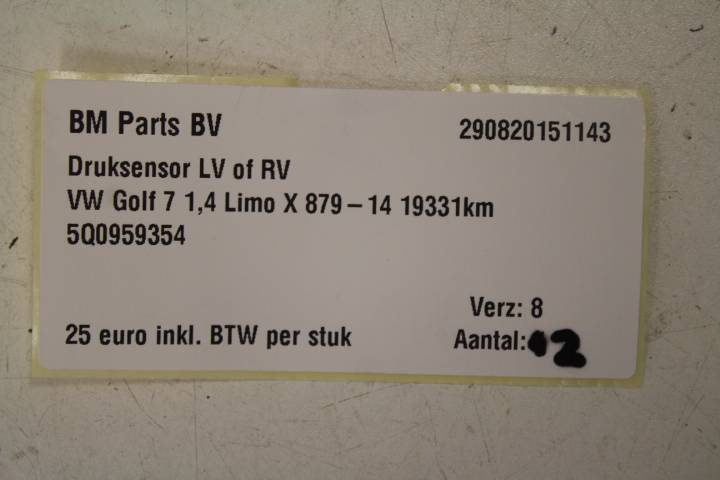 BM Parts BV 290820151143
Druksensor LV of RV
VW Golf 7 1,4 Limo X 879-14 19331km
5Q0959354
Verz: 8
25 euro inkl. BTW per stuk Aantal: 2